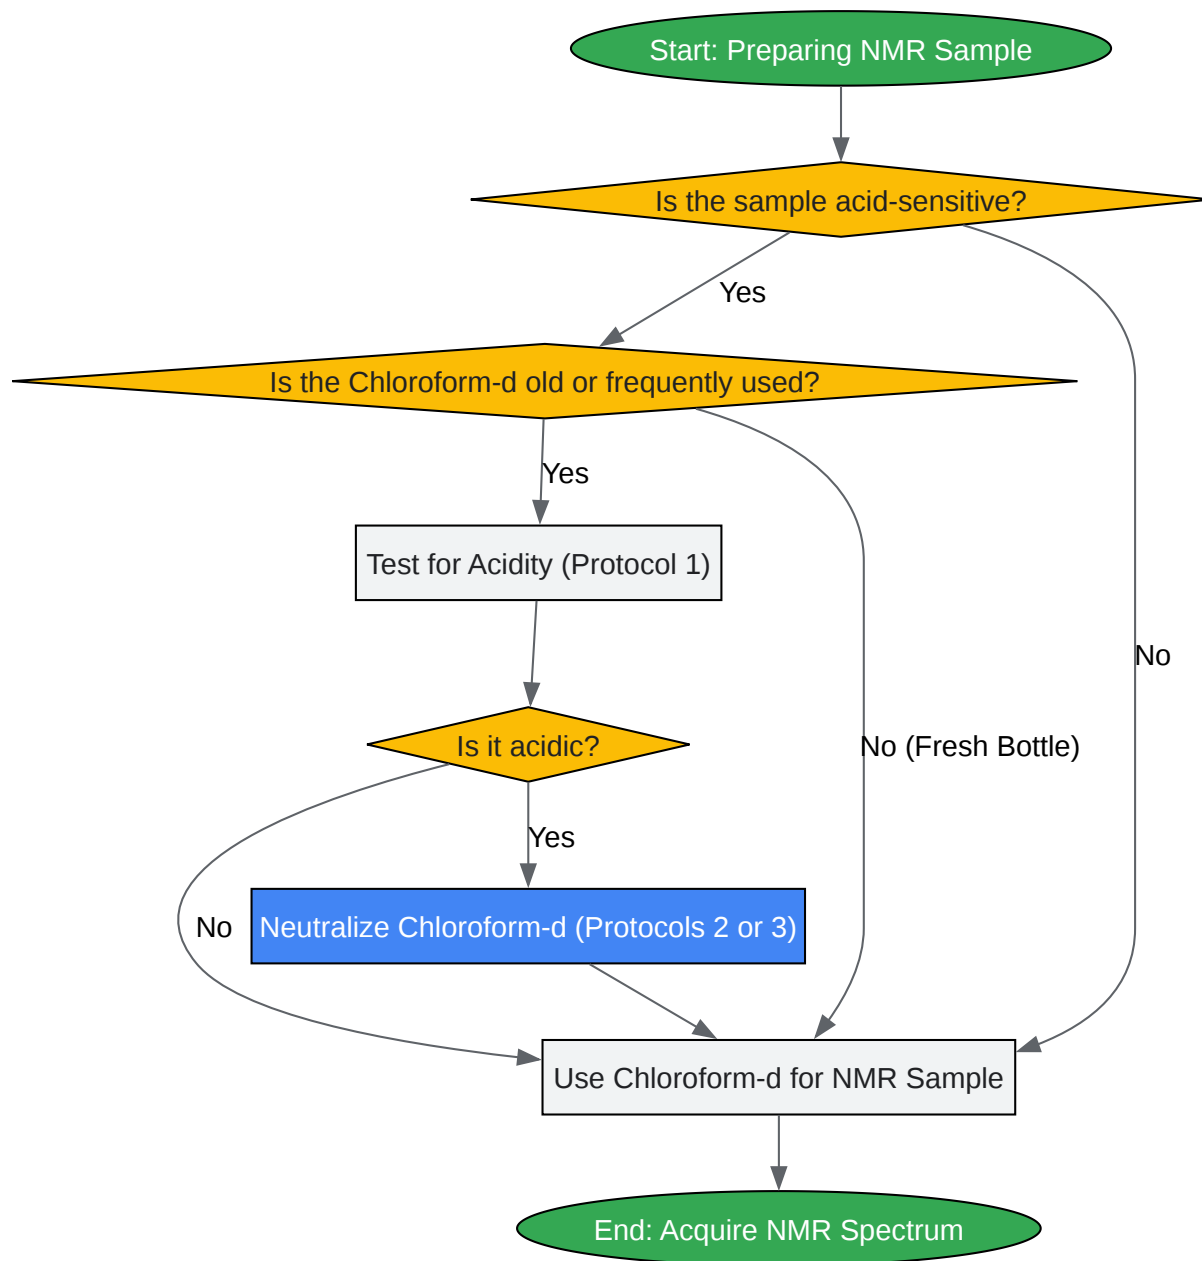 Start: Preparing NMR Sample
Is the sample acid-sensitive?
Yes
Is the Chloroform-d old or frequently used?
Yes
Test for Acidity (Protocol 1)
No
Is it acidic?
No (Fresh Bottle)
Yes
No
Neutralize Chloroform-d (Protocols 2 or 3)
Use Chloroform-d for NMR Sample
End: Acquire NMR Spectrum